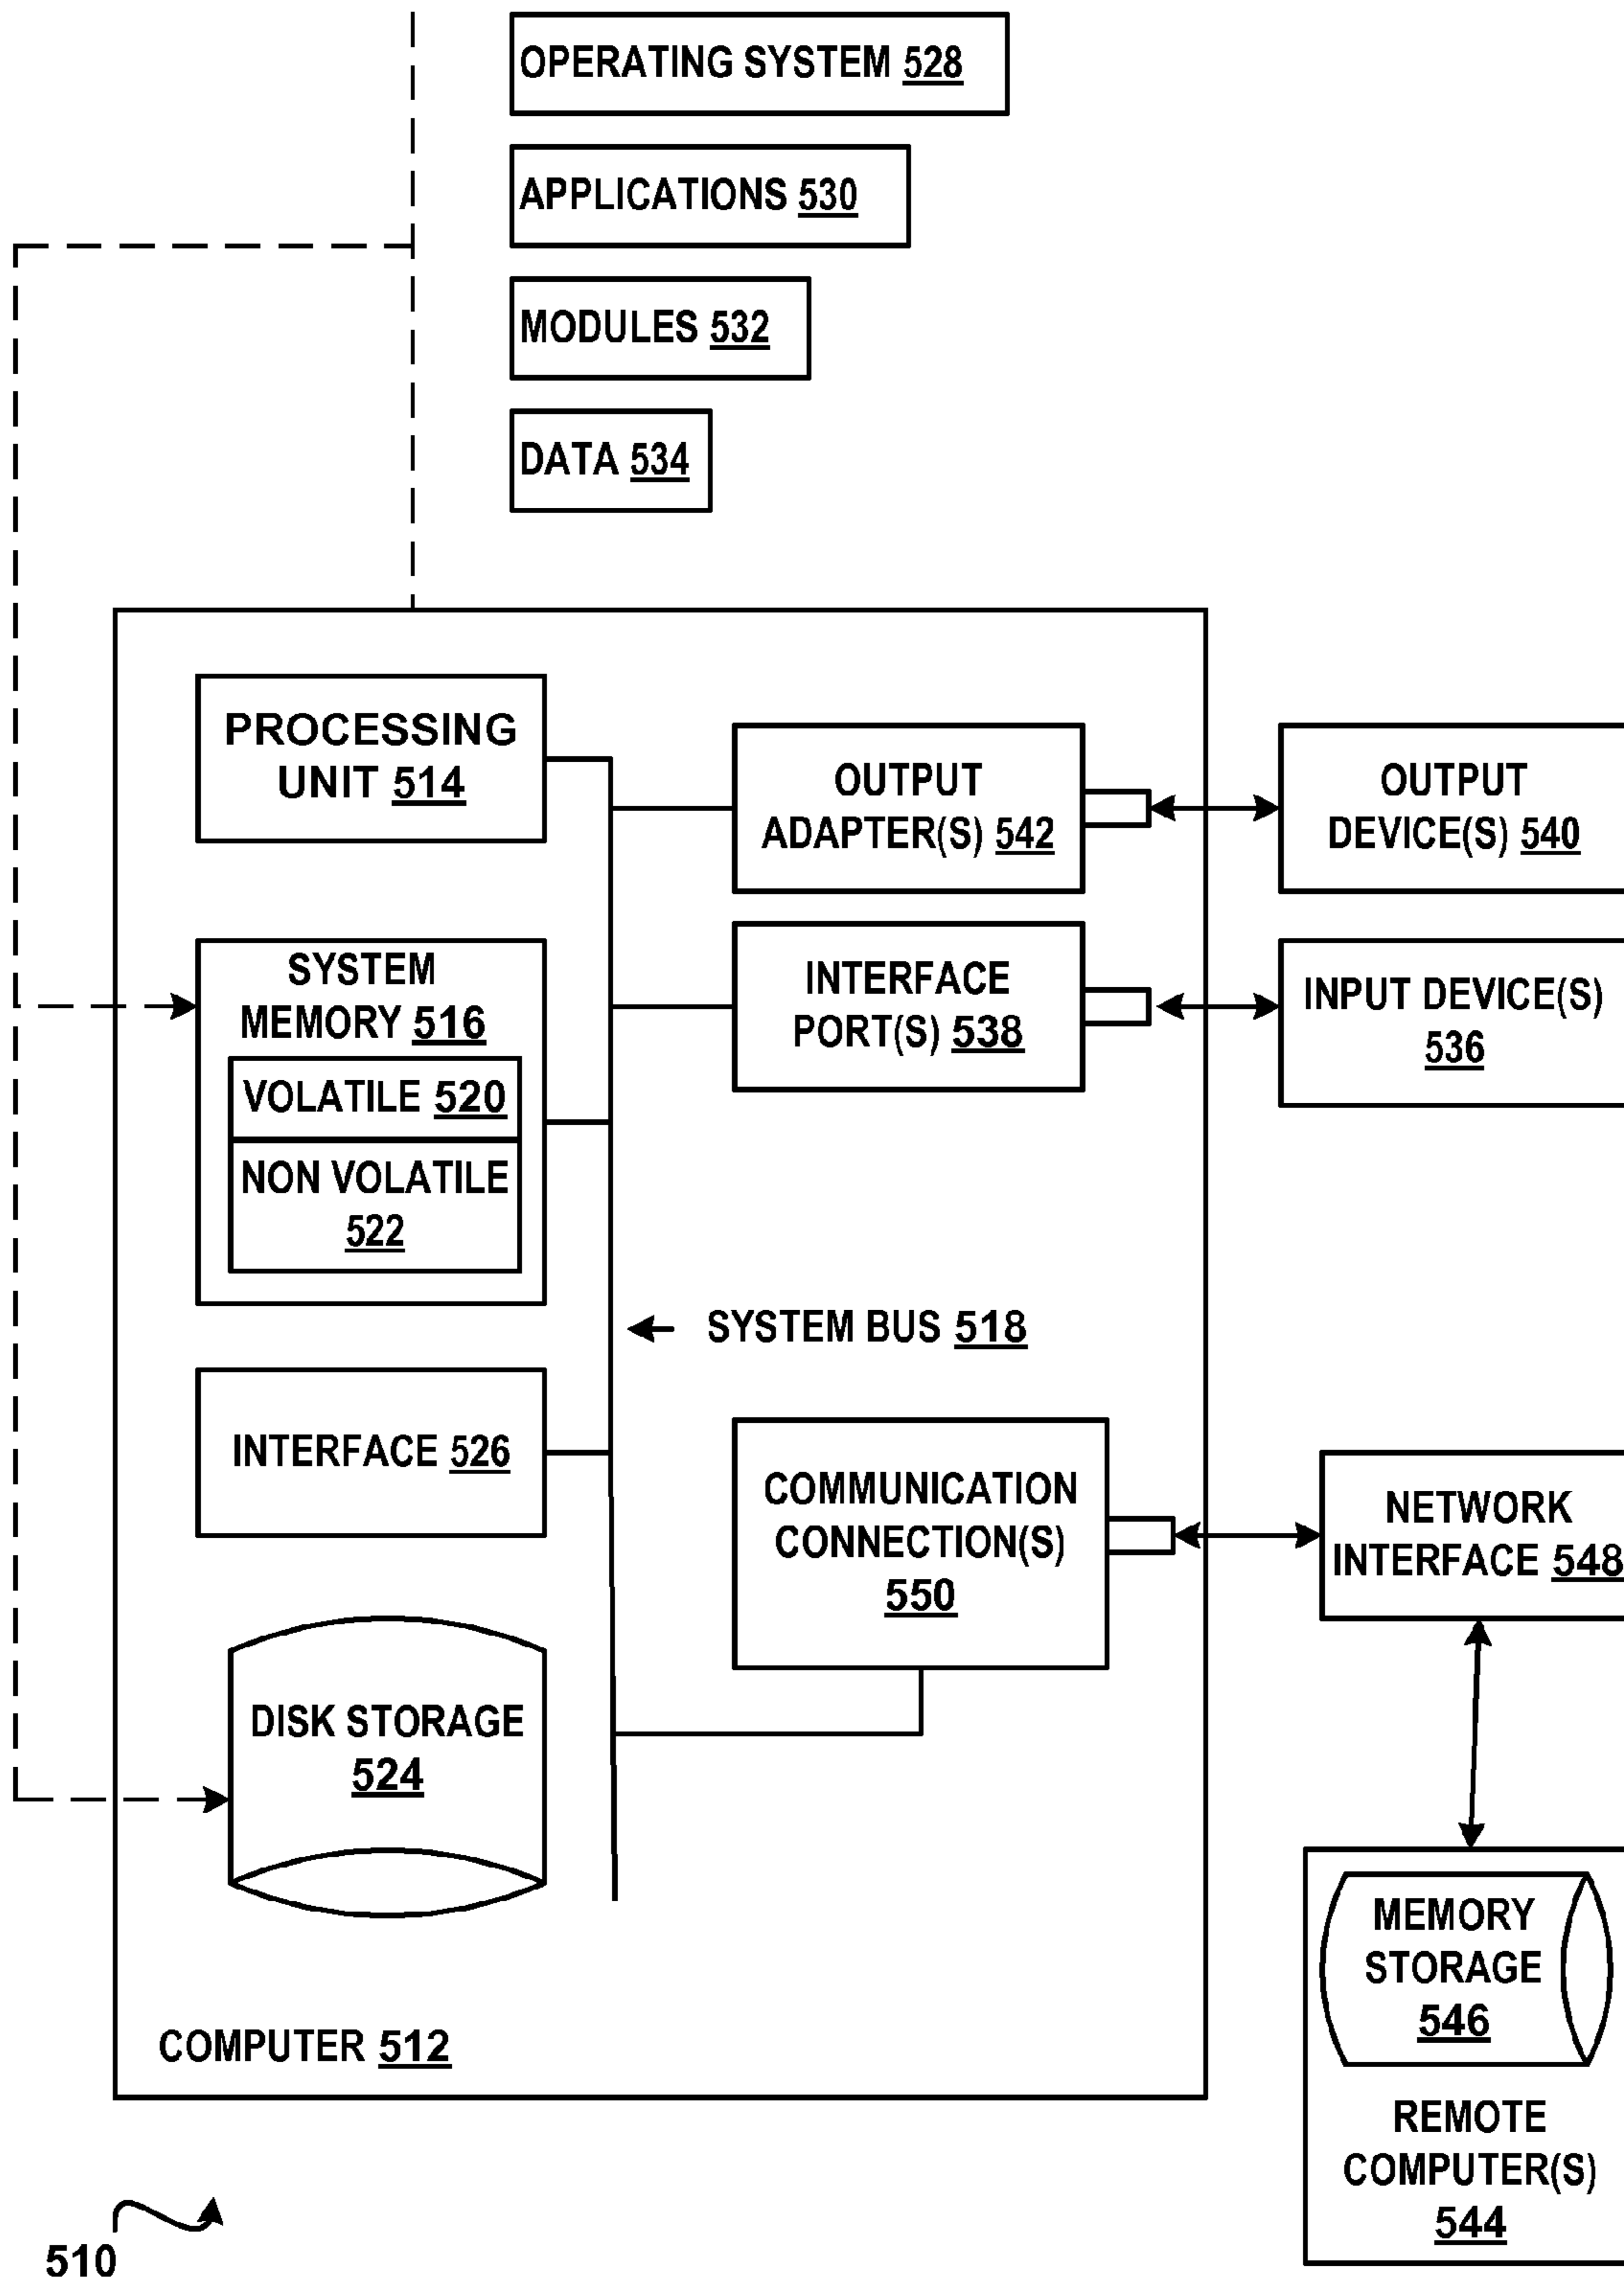 OPERATING SYSTEM 528
APPLICATIONS 530
MODULES 532
DATA 534
PROCESSING
UNIT 514
OUTPUT
ADAPTER(S) 542
OUTPUT
DEVICE(S) 540
SYSTEM
MEMORY 516
VOLATILE 520
NON VOLATILE
522
INTERFACE
PORT(S) 538
INPUT DEVICE(S)
536
SYSTEM BUS 518
INTERFACE 526
COMMUNICATION
CONNECTION(S)
550
NETWORK
INTERFACE 548
DISK STORAGE
524
MEMORY
STORAGE
546
REMOTE
COMPUTER(S)
544
COMPUTER 512
510